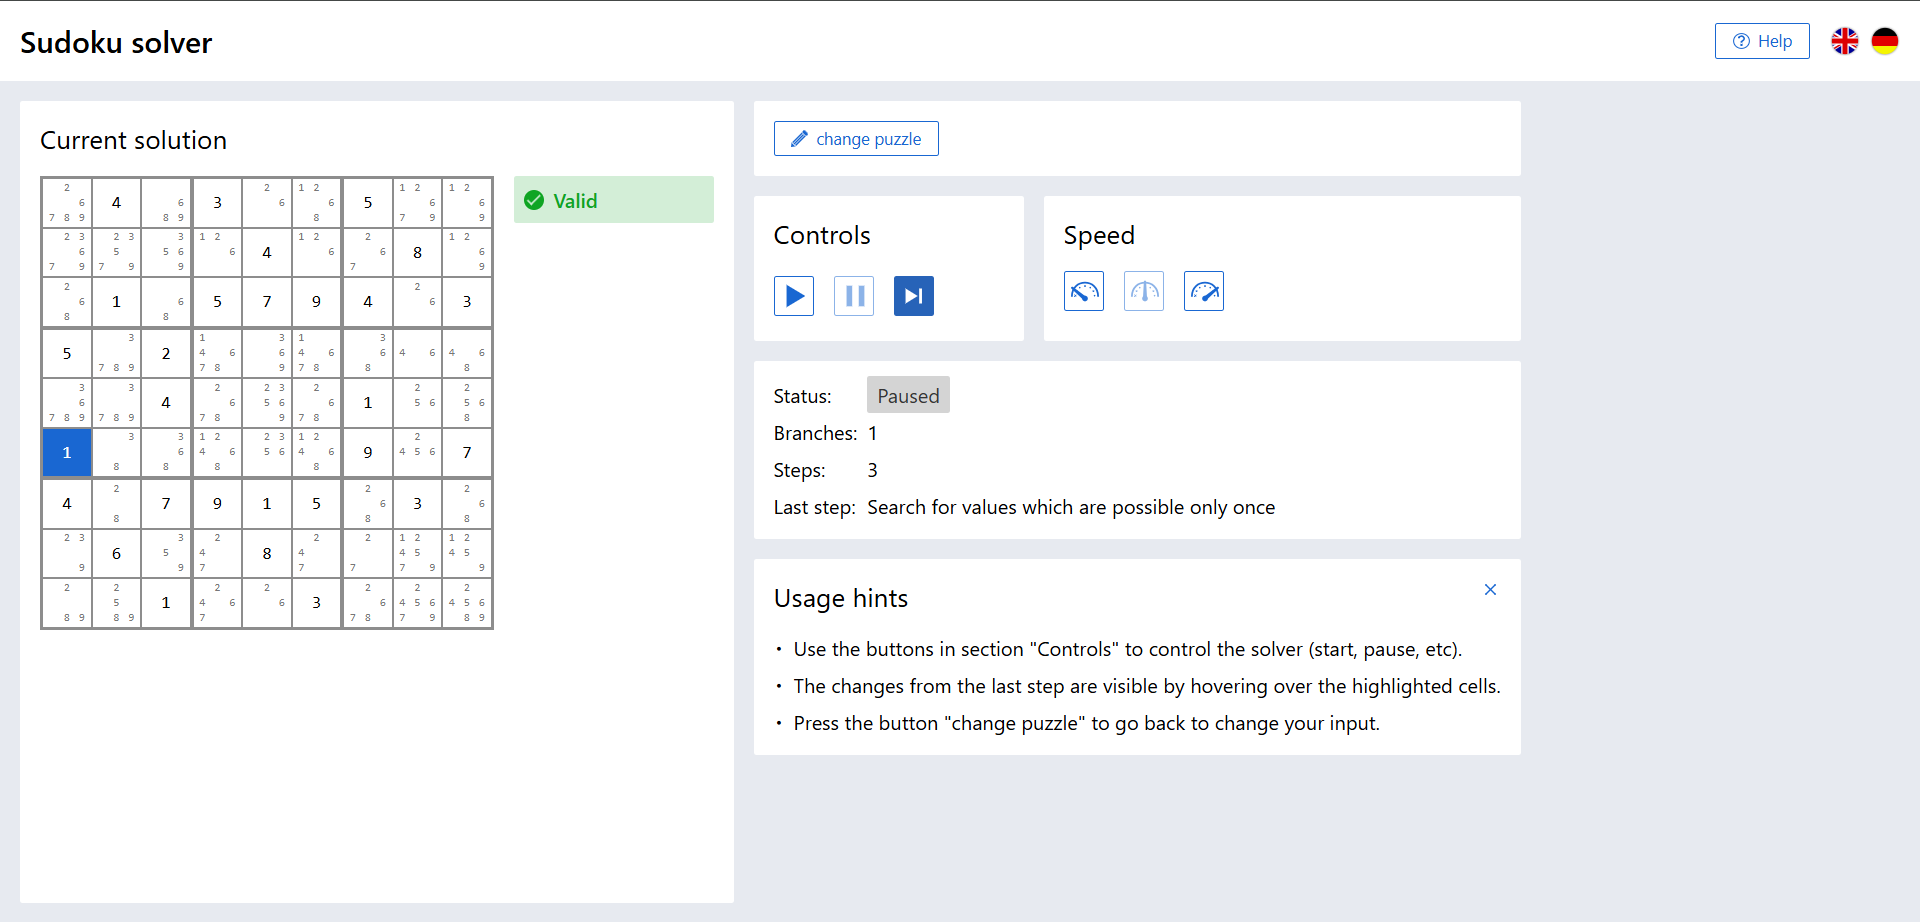 Sudoku solver
Help
Current solution
2 6 7 8 9 4 6 8 9 3 2 6 1 2 6 8 5 1 2 6 7 9 1 2 6 9
2 3 6 7 9 2 3 5 7 9 3 5 6 9 1 2 6 4 1 2 6 2 6 7 8 1 2 6 9
2 6 8 1 6 8 5 7 9 4 2 6 3
5 3 7 8 9 2 1 4 6 7 8 3 6 9 1 4 6 7 8 3 6 8 4 6 4 6 8
3 6 7 8 9 3 7 8 9 4 2 6 7 8 2 3 5 6 9 2 6 7 8 1 2 5 6 2 5 6 8
1 3 8 3 6 8 1 2 4 6 8 2 3 5 6 1 2 4 6 8 9 2 4 5 6 7
4 2 8 7 9 1 5 2 6 8 3 2 6 8
2 3 9 6 3 5 9 2 4 7 8 2 4 7 2 7 1 2 4 5 7 9 1 2 4 5 9
2 8 9 2 5 8 9 1 2 4 6 7 2 6 3 2 6 7 8 2 4 5 6 7 9 2 4 5 6 8 9
Valid
change puzzle
Controls
Speed
Status: Paused
Branches: 1
Steps: 3
Last step: Search for values which are possible only once
Usage hints
• Use the buttons in section "Controls" to control the solver (start, pause, etc).
• The changes from the last step are visible by hovering over the highlighted cells.
• Press the button "change puzzle" to go back to change your input.